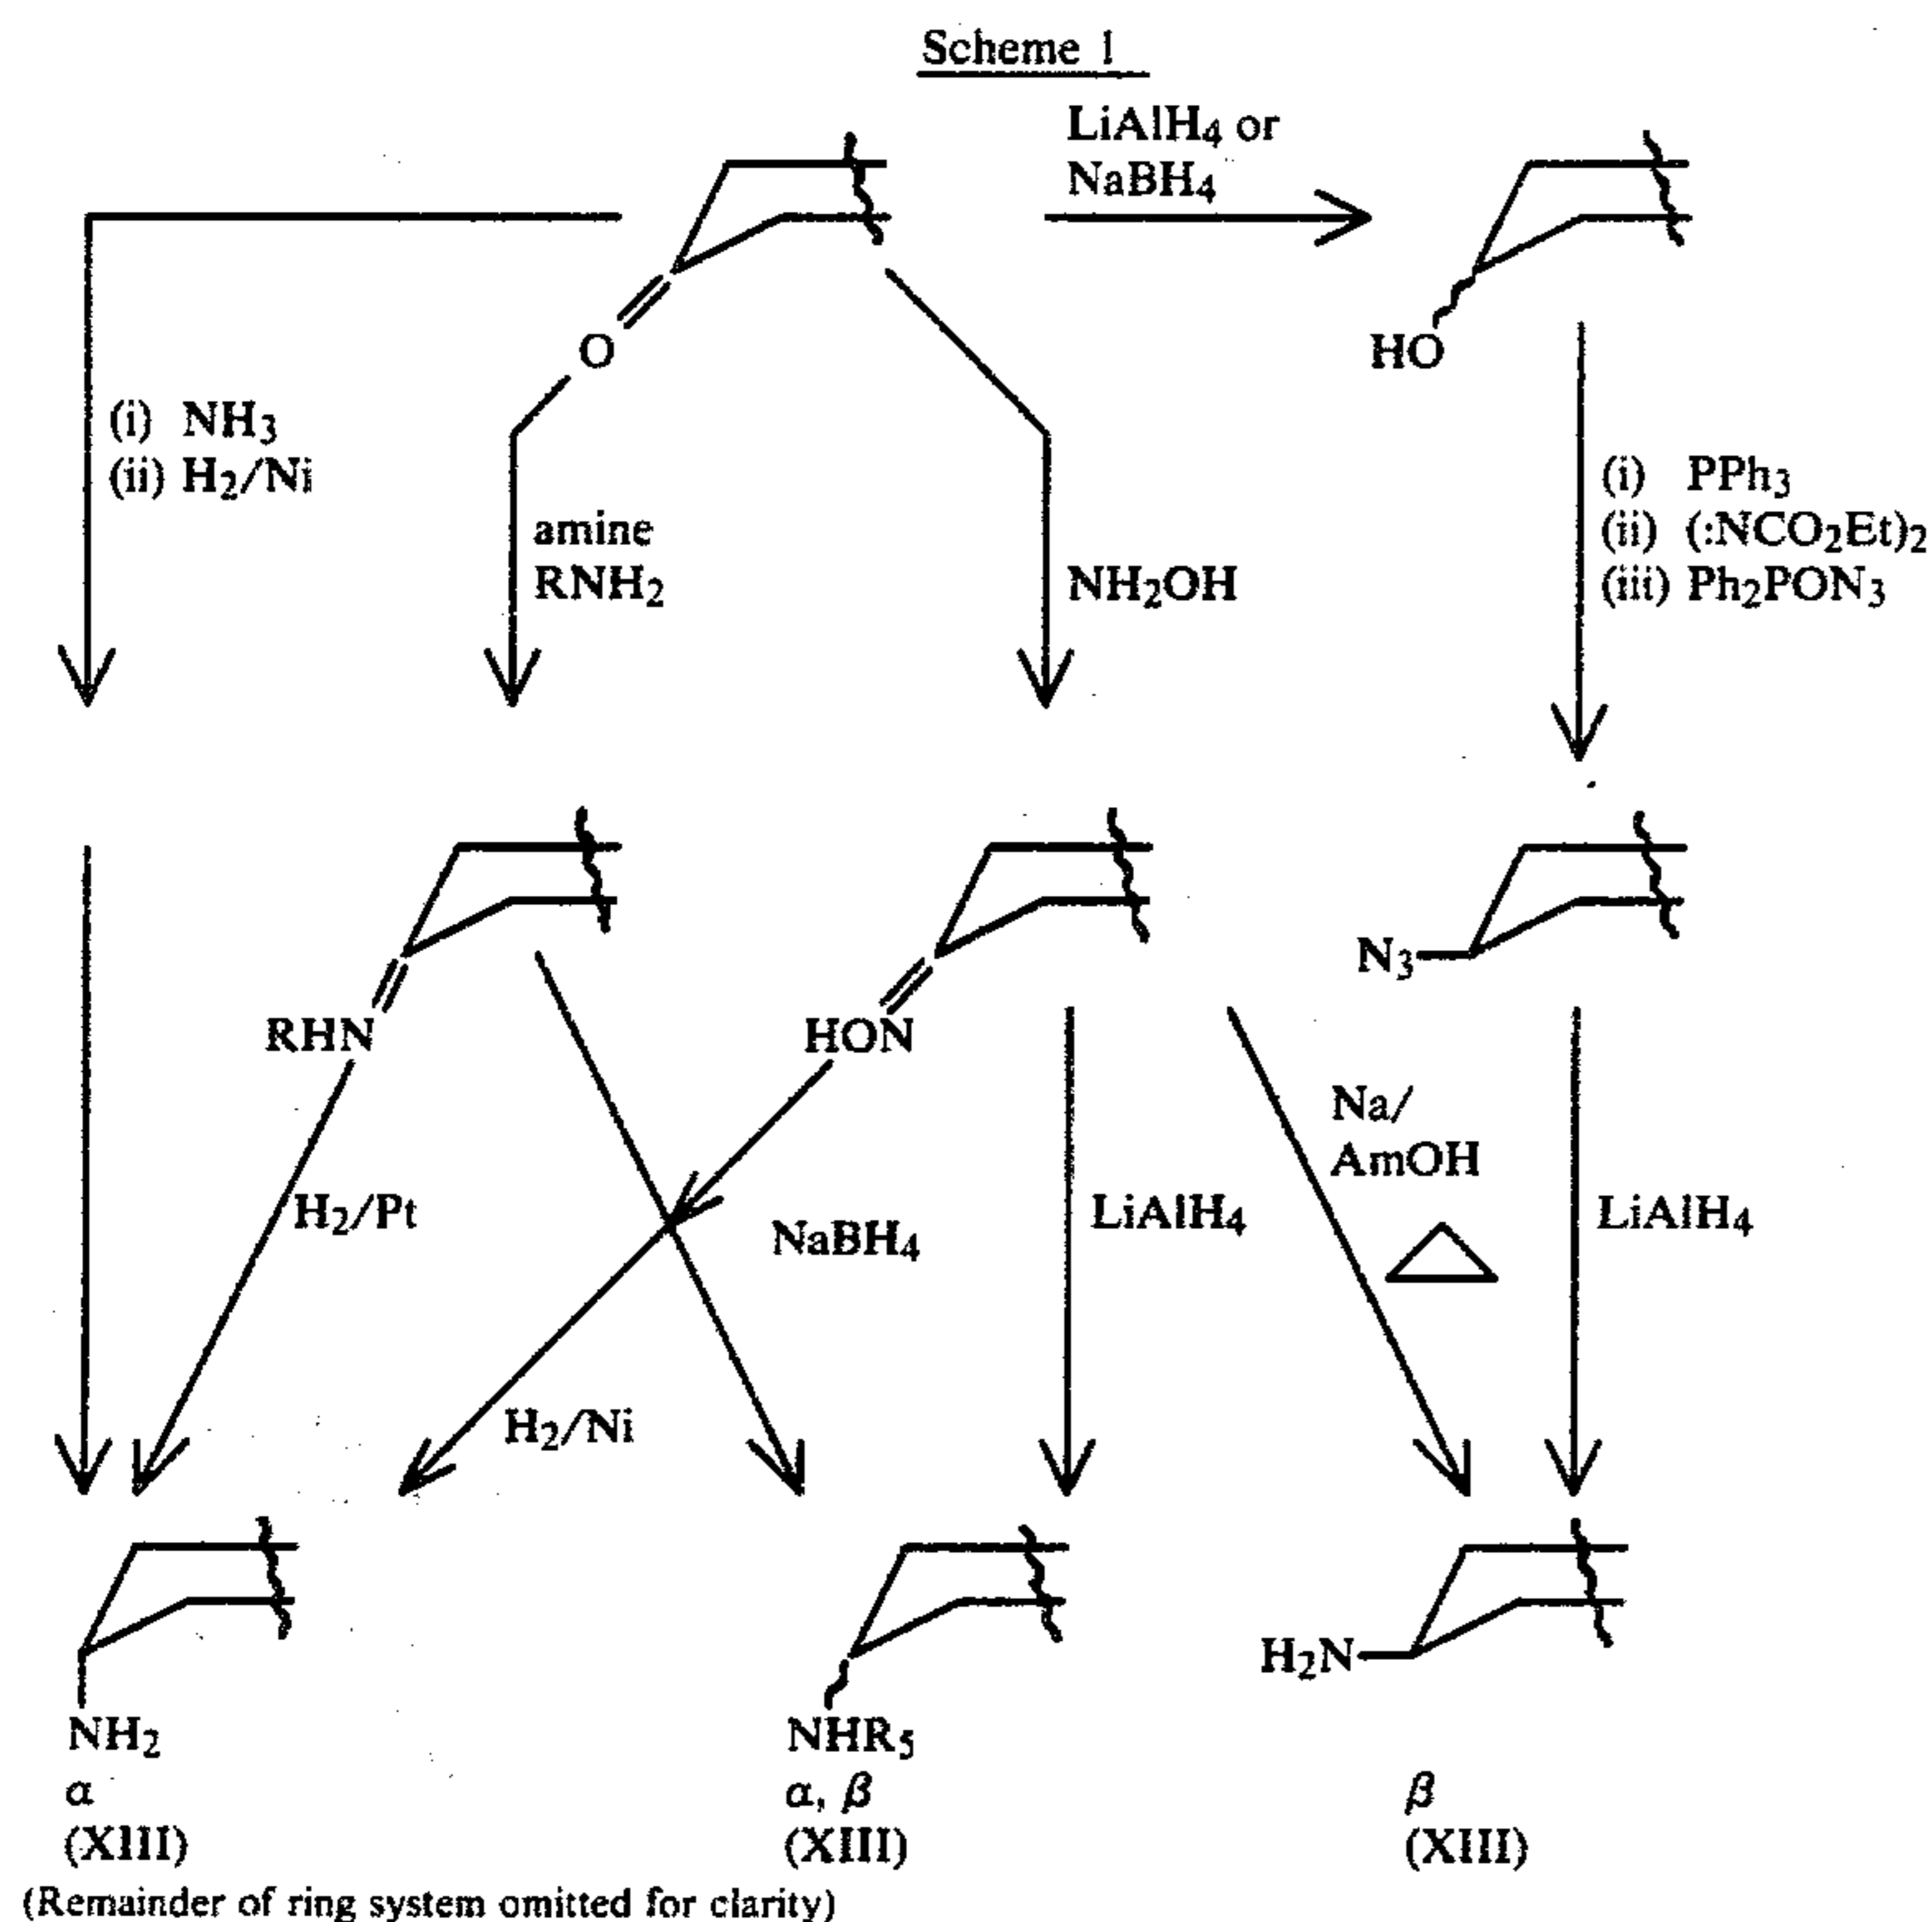 Scheme 1
LiAlH4 or
NaBH4
O
HO
(i) NH3
(ii) H2/Ni
(i) PPh3
(ii) (:NCO2Et)2
(iii) Ph2PON3
amine
RNH2
NH2OH
N3
RHN
HON
Na/
AmOH
H2/Pt
NaBH4
LiAlH4
LiAlH4
H2/Ni
H2N
NH2
NHR5
α
α, β
β
(XIII)
(XIII)
(XIII)
(Remainder of ring system omitted for clarity)